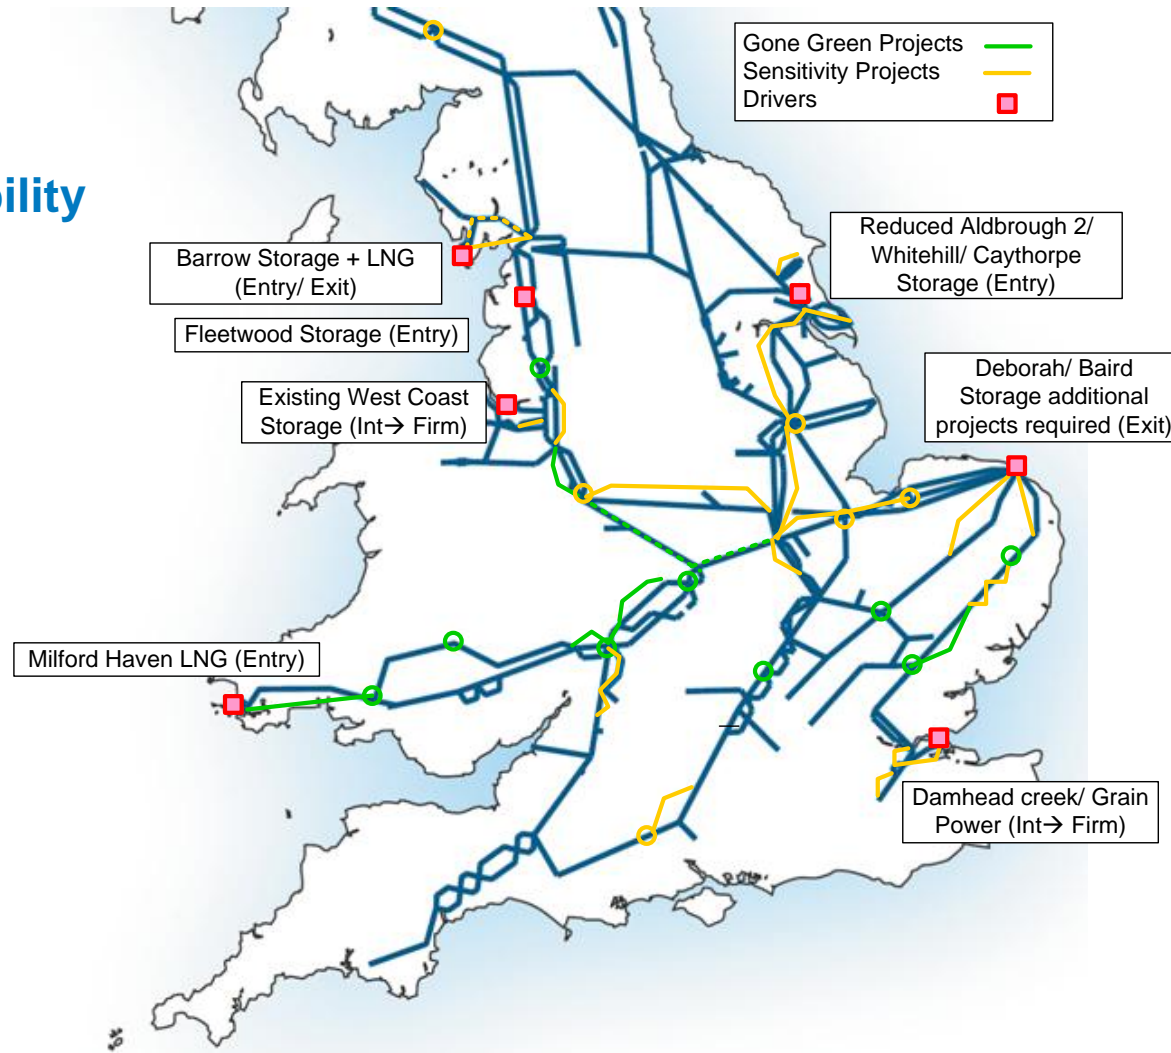 Gone Green Projects
Sensitivity Projects
Drivers
bility
Barrow Storage + LNG
(Entry/ Exit)
Reduced Aldbrough 2/
Whitehill/ Caythorpe
Storage (Entry)
Fleetwood Storage (Entry)
Existing West Coast
Storage (Int→ Firm)
Deborah/ Baird
Storage additional
projects required (Exit)
Milford Haven LNG (Entry)
Damhead creek/ Grain
Power (Int→ Firm)